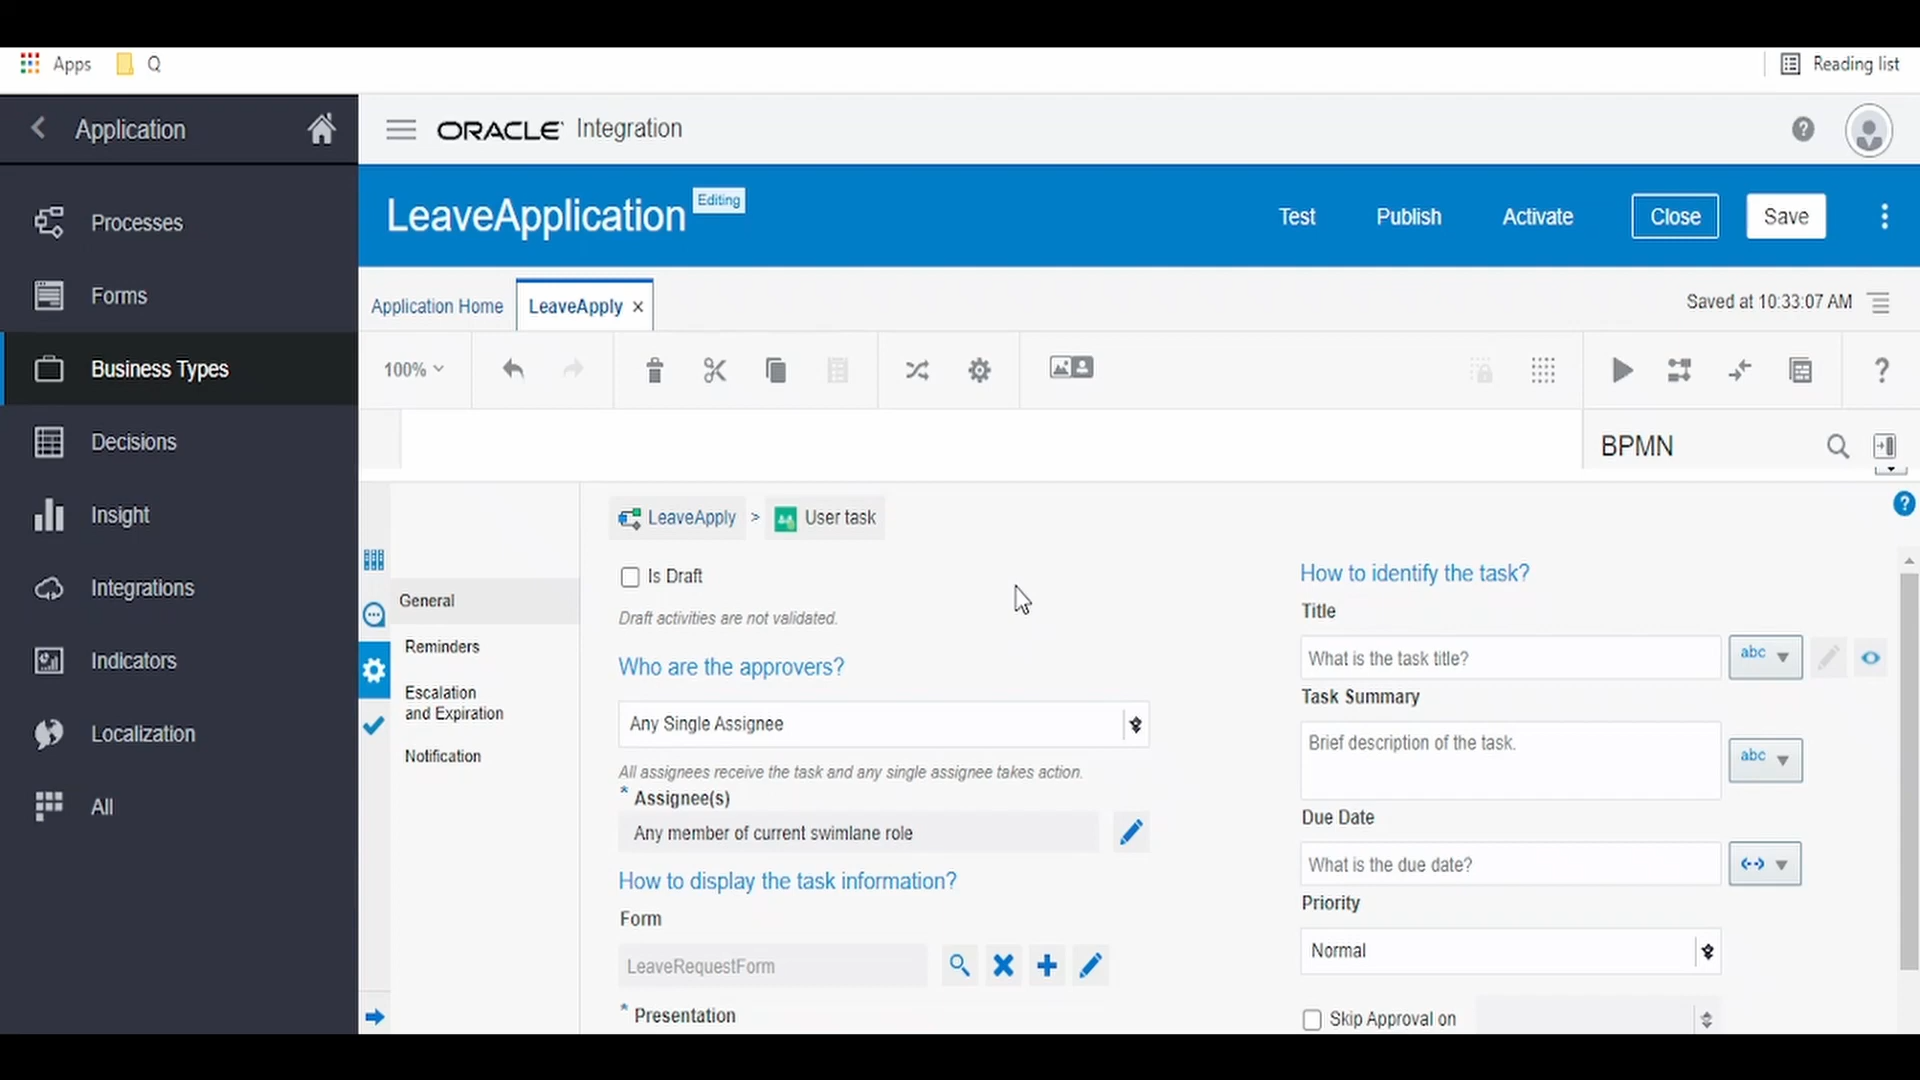 Apps
Q
Reading list
Application
ORACLE Integration
LeaveApplication
Editing
Test
Publish
Activate
Close
Save
Processes
Forms
Business Types
Decisions
Insight
Integrations
Indicators
Localization
All
Application Home
LeaveApply
Saved at 10:33:07 AM
100%
BPMN
General
Reminders
Escalation
and Expiration
Notification
LeaveApply > User task
Is Draft
Draft activities are not validated.
Who are the approvers?
Any Single Assignee
All assignees receive the task and any single assignee takes action.
* Assignee(s)
Any member of current swimlane role
How to display the task information?
Form
LeaveRequestForm
* Presentation
How to identify the task?
Title
What is the task title?
abc
Task Summary
Brief description of the task.
abc
Due Date
What is the due date?
Priority
Normal
Skip Approval on